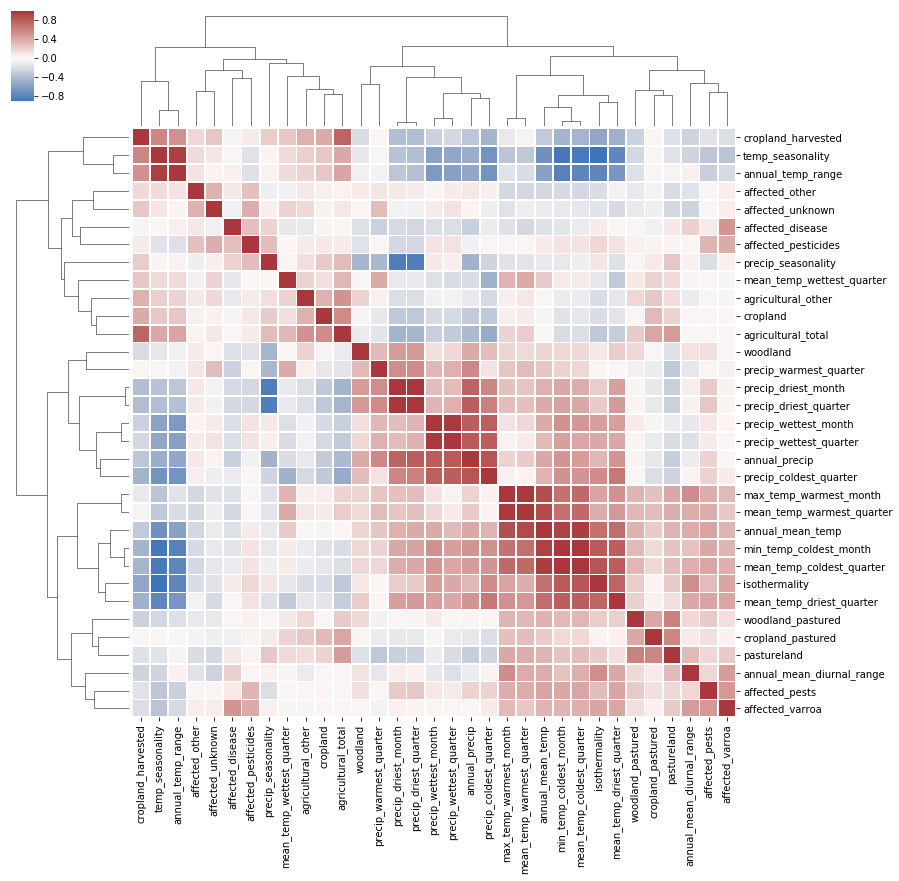 0.8
0.4
0.0
−0.4
−0.8
cropland_harvested
temp_seasonality
annual_temp_range
affected_other
affected_unknown
affected_disease
affected_pesticides
precip_seasonality
mean_temp_wettest_quarter
agricultural_other
cropland
agricultural_total
woodland
precip_warmest_quarter
precip_driest_month
precip_driest_quarter
precip_wettest_month
precip_wettest_quarter
annual_precip
precip_coldest_quarter
max_temp_warmest_month
mean_temp_warmest_quarter
annual_mean_temp
min_temp_coldest_month
mean_temp_coldest_quarter
isothermality
mean_temp_driest_quarter
woodland_pastured
cropland_pastured
pastureland
annual_mean_diurnal_range
affected_pests
affected_varroa
cropland_harvested
temp_seasonality
annual_temp_range
affected_other
affected_unknown
affected_disease
affected_pesticides
precip_seasonality
mean_temp_wettest_quarter
agricultural_other
cropland
agricultural_total
woodland
precip_warmest_quarter
precip_driest_month
precip_driest_quarter
precip_wettest_month
precip_wettest_quarter
annual_precip
precip_coldest_quarter
max_temp_warmest_month
mean_temp_warmest_quarter
annual_mean_temp
min_temp_coldest_month
mean_temp_coldest_quarter
isothermality
mean_temp_driest_quarter
woodland_pastured
cropland_pastured
pastureland
annual_mean_diurnal_range
affected_pests
affected_varroa